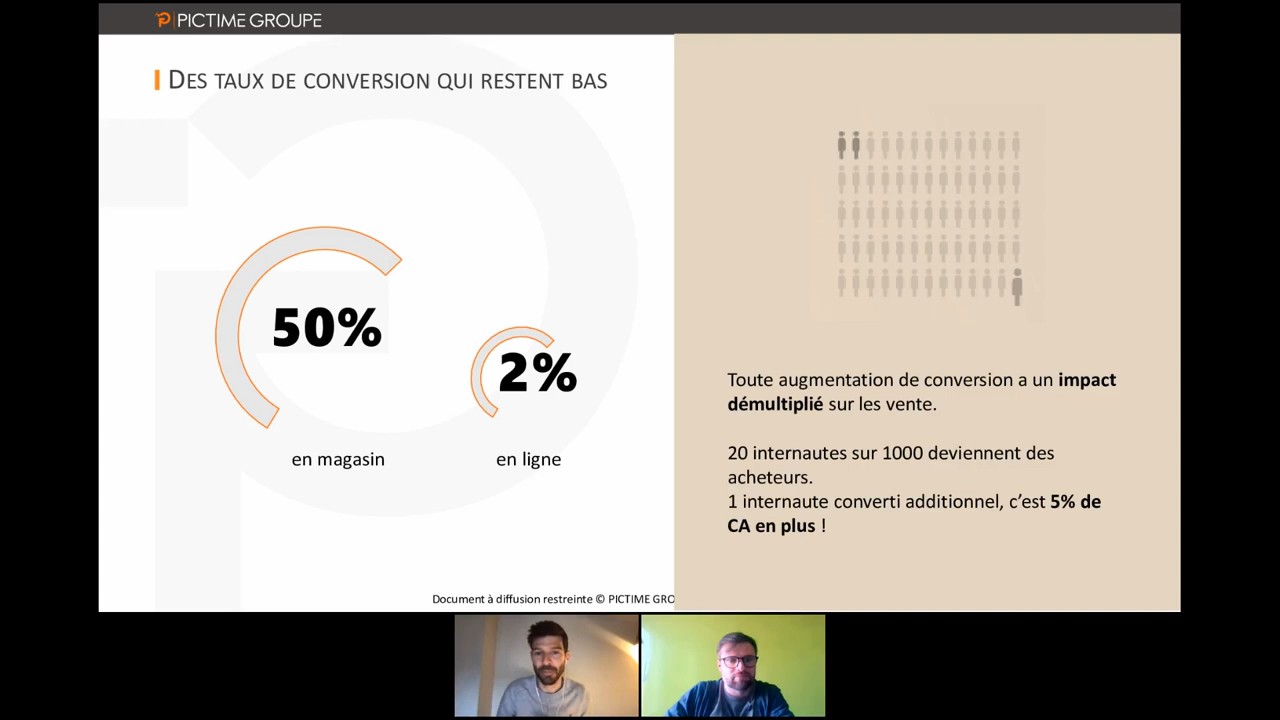 PICTIME GROUPE
DES TAUX DE CONVERSION QUI RESTENT BAS
50%
2%
en magasin
en ligne
Toute augmentation de conversion a un impact
démultiplié sur les vente.
20 internautes sur 1000 deviennent des
acheteurs.
1 internaute converti additionnel, c’est 5% de
CA en plus !
Document à diffusion restreinte © PICTIME GRO